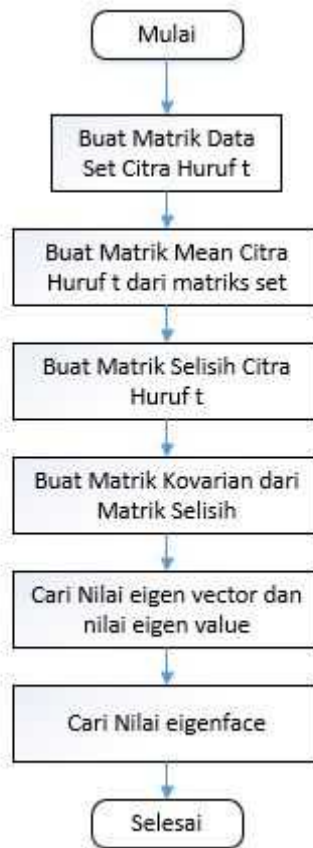 Mulai
Buat Matrik Data
Set Citra Huruf t
Buat Matrik Mean Citra
Huruf t dari matriks set
Buat Matrik Selisih Citra
Huruf t
Buat Matrik Kovarian dari
Matrik Selisih
Cari Nilai eigen vector dan
nilai eigen value
Cari Nilai eigenface
Selesai